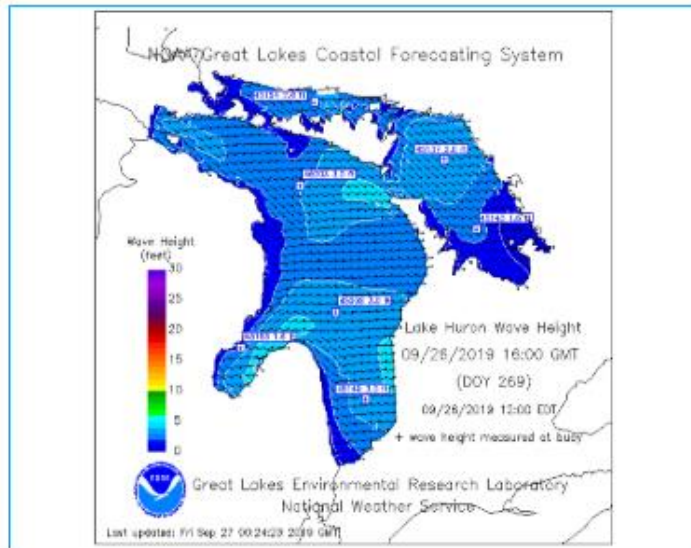 NOAA Great Lakes Coastal Forecasting System
Wave Height
(feet)
30
25
20
15
10
5
0
Lake Huron Wave Height
09/26/2019 16:00 GMT
(DOY 269)
09/26/2019 12:00 EDT
+ wave height measured at buoy
Great Lakes Environmental Research Laboratory
National Weather Service
Last updated: Fri Sep 27 00:24:23 2019 GMT